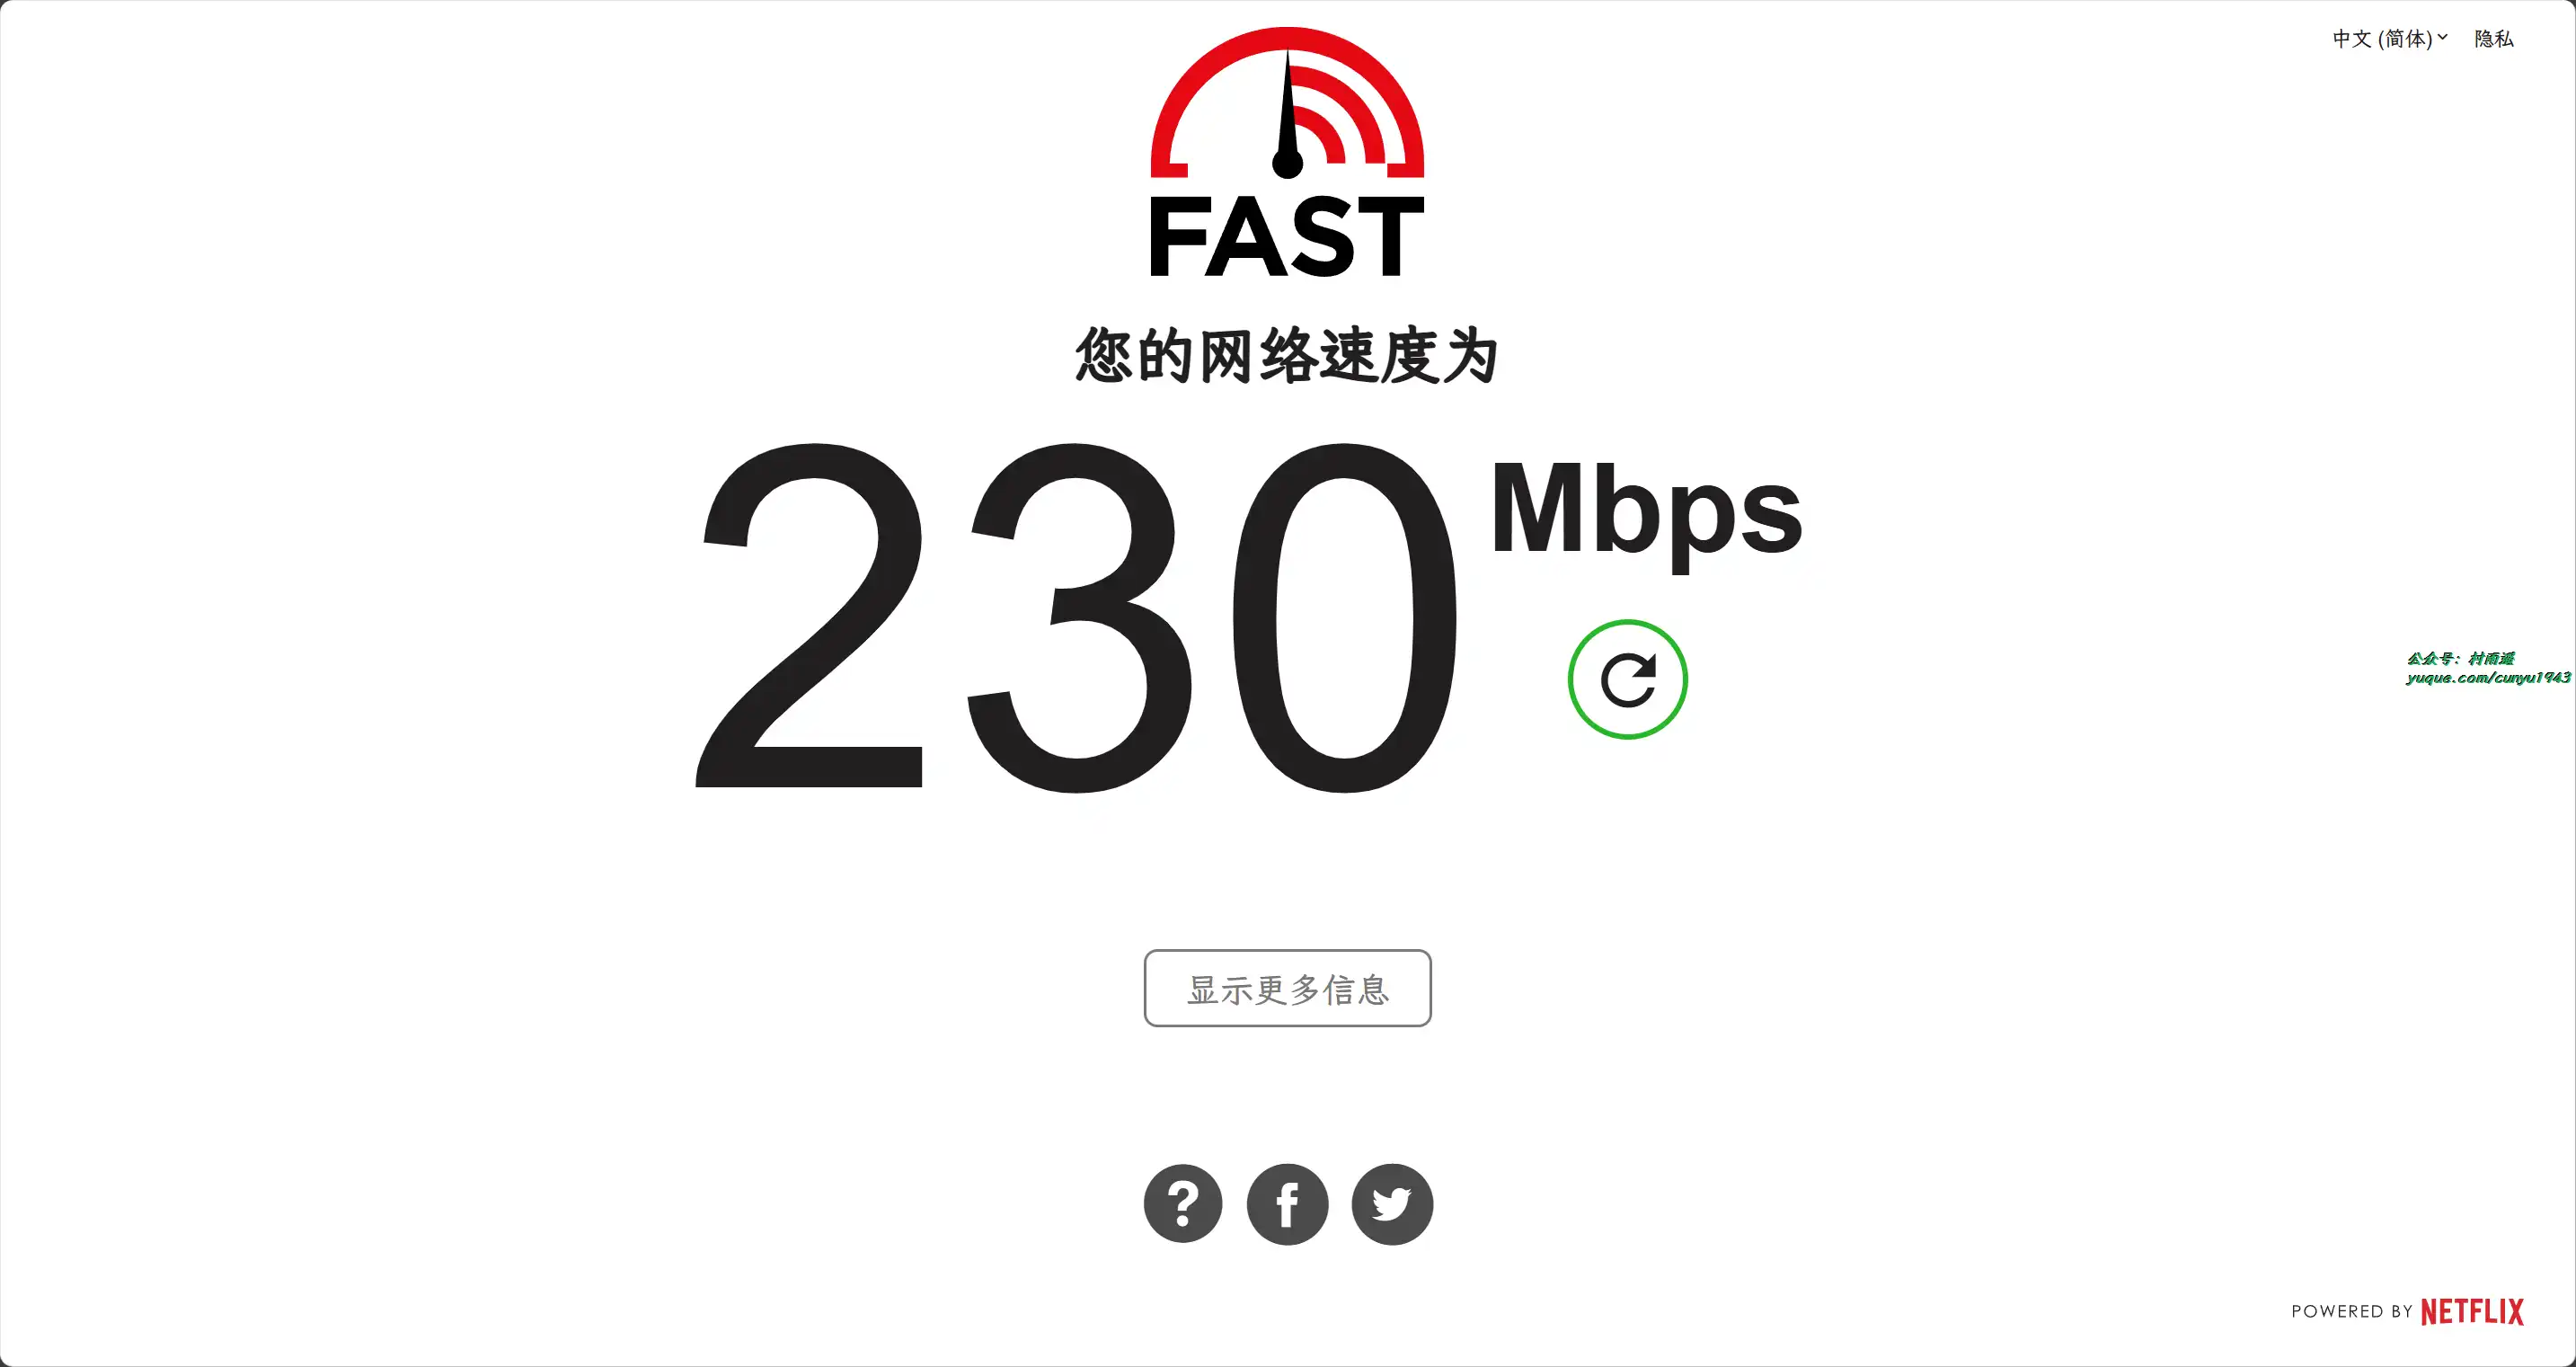 中文 (简体) 隐私
FAST
您的网络速度为
230 Mbps
公众号：村雨遥
yuque.com/cunyu1943
显示更多信息
POWERED BY NETFLIX